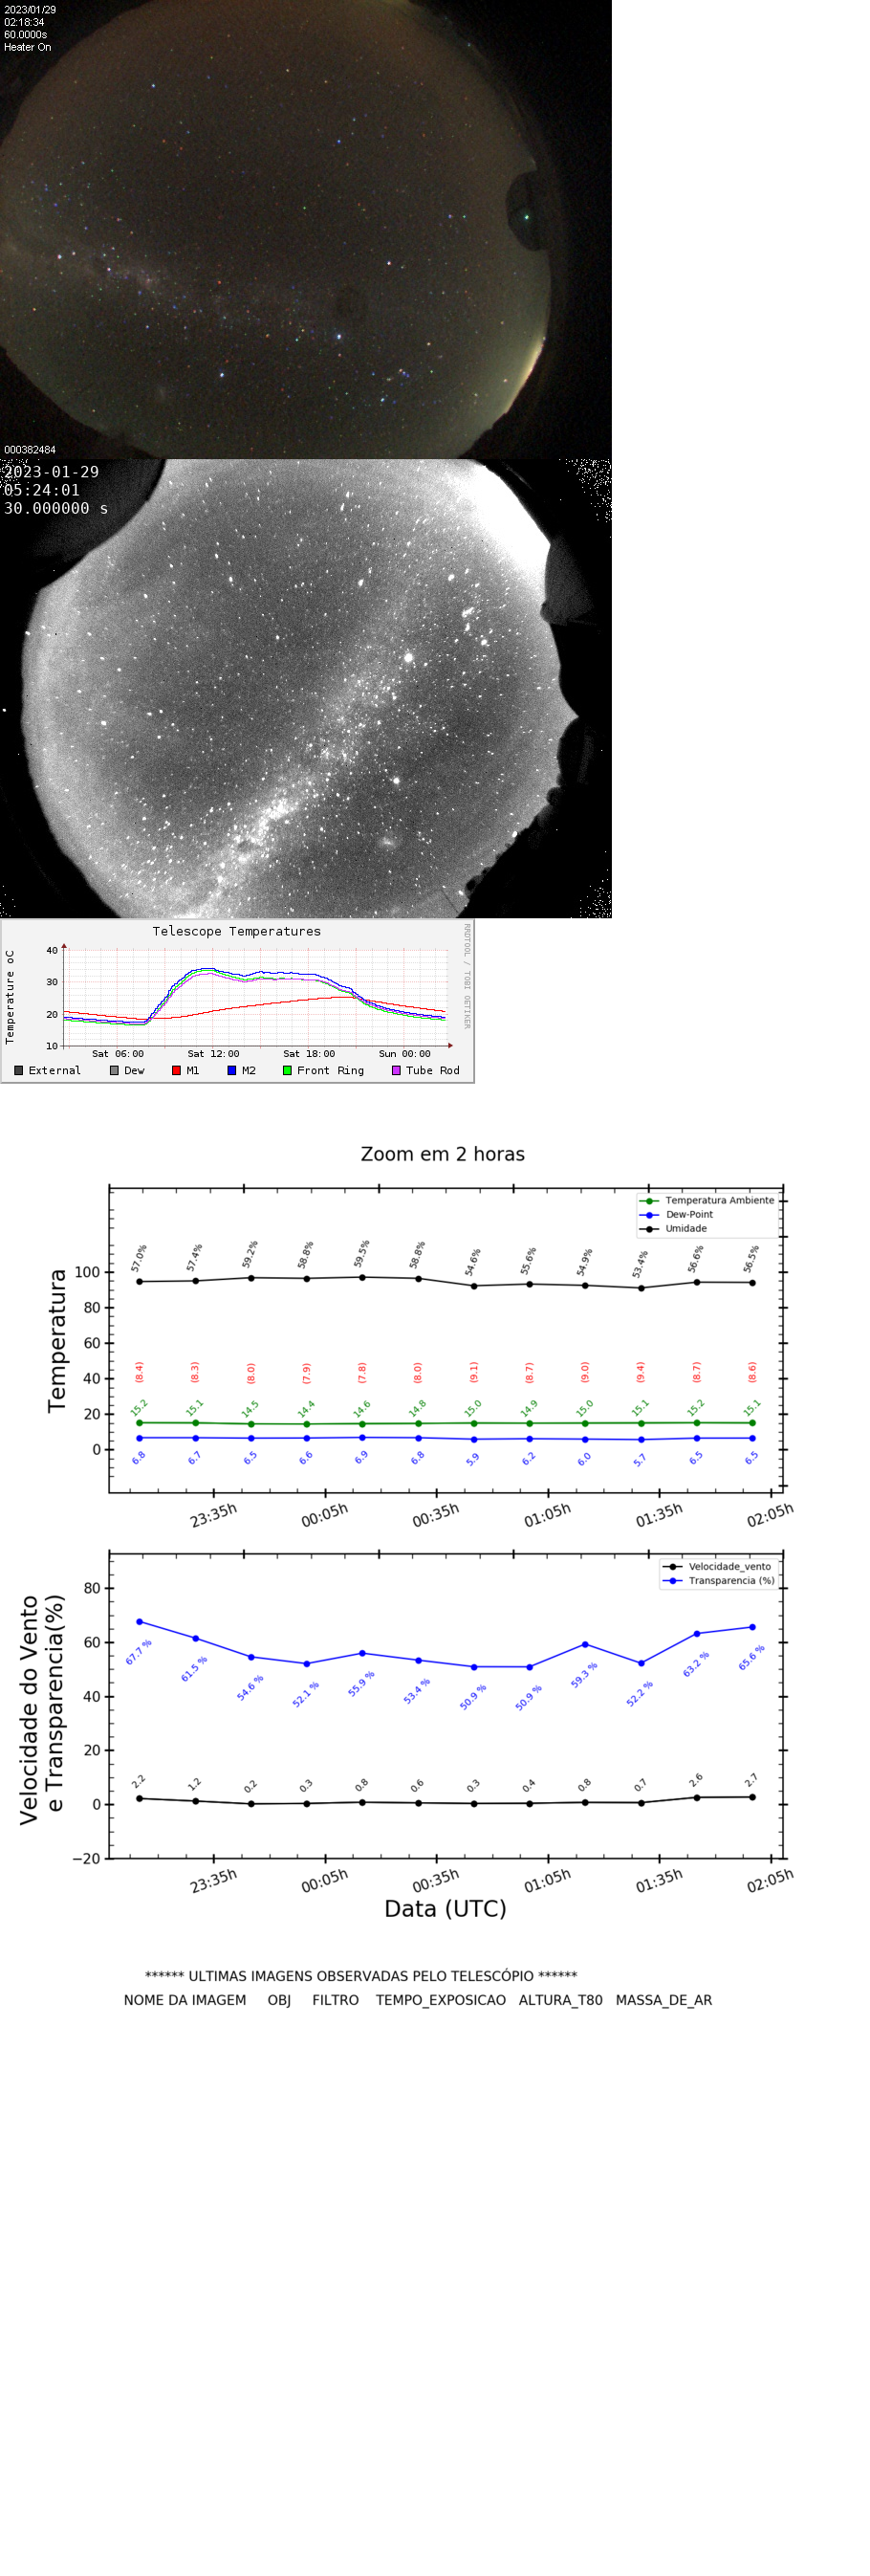 2023/01/29
02:18:34
60.0000s
Heater On
000382484
2023-01-29
05:24:01
30.000000 s
Telescope Temperatures
RRDTOOL / TOBI OETIKER
Temperature oC
40
30
20
10
Sat 06:00 Sat 12:00 Sat 18:00 Sun 00:00
External Dew M1 M2 Front Ring Tube Rod
Zoom em 2 horas
Temperatura Ambiente
Dew-Point
Umidade
Temperatura
57.0% 57.4% 59.2% 58.8% 59.5% 58.8% 54.6% 55.6% 54.9% 53.4% 56.6% 56.5%
100
80
60
40
20
0
(8.4) (8.3) (8.0) (7.9) (7.8) (8.0) (9.1) (8.7) (9.0) (9.4) (8.7) (8.6)
15.2 15.1 14.5 14.4 14.6 14.8 15.0 14.9 15.0 15.1 15.2 15.1
6.8 6.7 6.5 6.6 6.9 6.8 5.9 6.2 6.0 5.7 6.5 6.5
23:35h 00:05h 00:35h 01:05h 01:35h 02:05h
Velocidade_vento
Transparencia (%)
Velocidade do Vento
e Transparencia(%)
80
60
40
20
0
−20
67.7 % 61.5 % 54.6 % 52.1 % 55.9 % 53.4 % 50.9 % 50.9 % 59.3 % 52.2 % 63.2 % 65.6 %
2.2 1.2 0.2 0.3 0.8 0.6 0.3 0.4 0.8 0.7 2.6 2.7
23:35h 00:05h 00:35h 01:05h 01:35h 02:05h
Data (UTC)
****** ULTIMAS IMAGENS OBSERVADAS PELO TELESCÓPIO ******
NOME DA IMAGEM OBJ FILTRO TEMPO_EXPOSICAO ALTURA_T80 MASSA_DE_AR